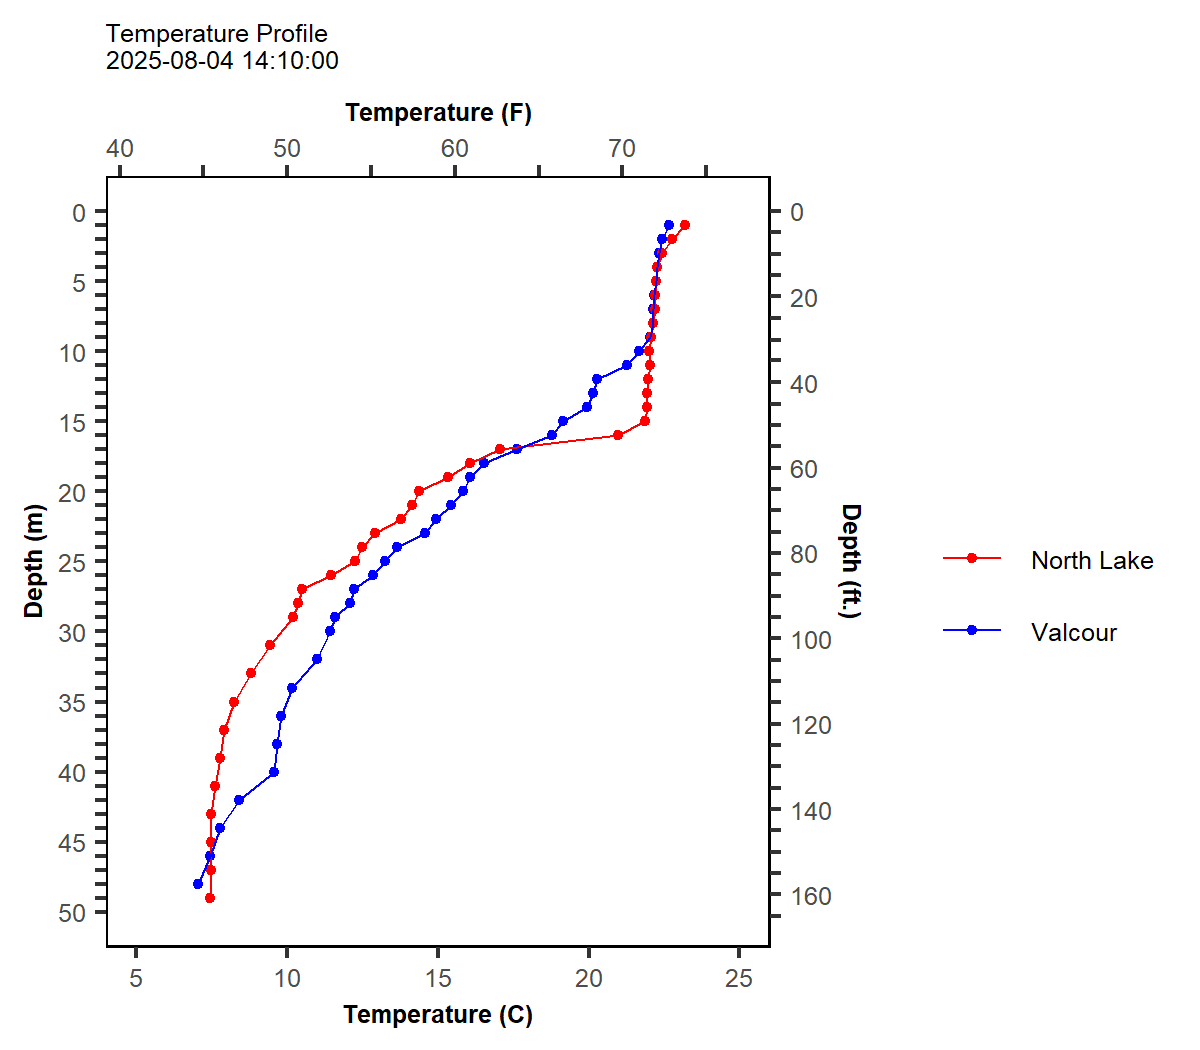 Temperature Profile
2025-08-04 14:10:00
Temperature (F)
40 50 60 70
0
5
10
15
20
25
30
35
40
45
50
Depth (m)
0
20
40
60
80
100
120
140
160
Depth (ft.)
North Lake
Valcour
5 10 15 20 25
Temperature (C)